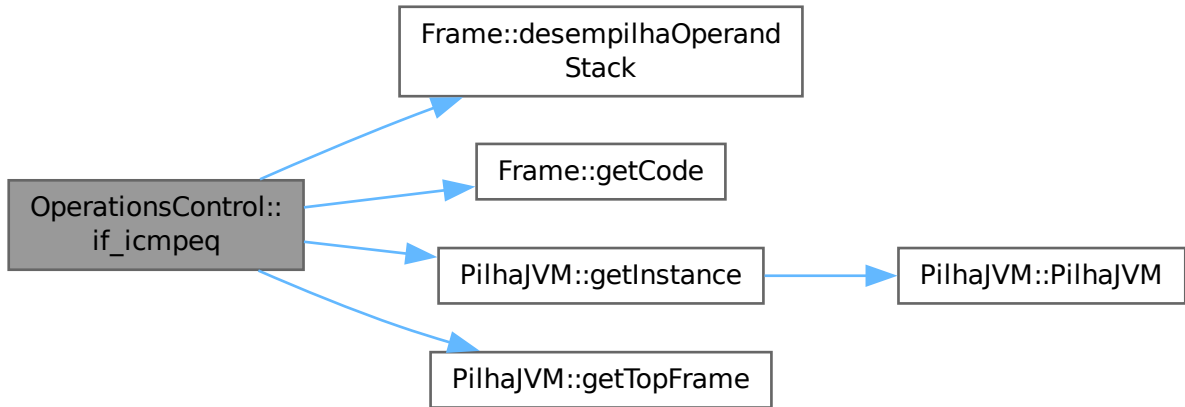 Frame::desempilhaOperand
Stack
Frame::getCode
OperationsControl::
if_icmpeq
PilhaJVM::getInstance
PilhaJVM::PilhaJVM
PilhaJVM::getTopFrame